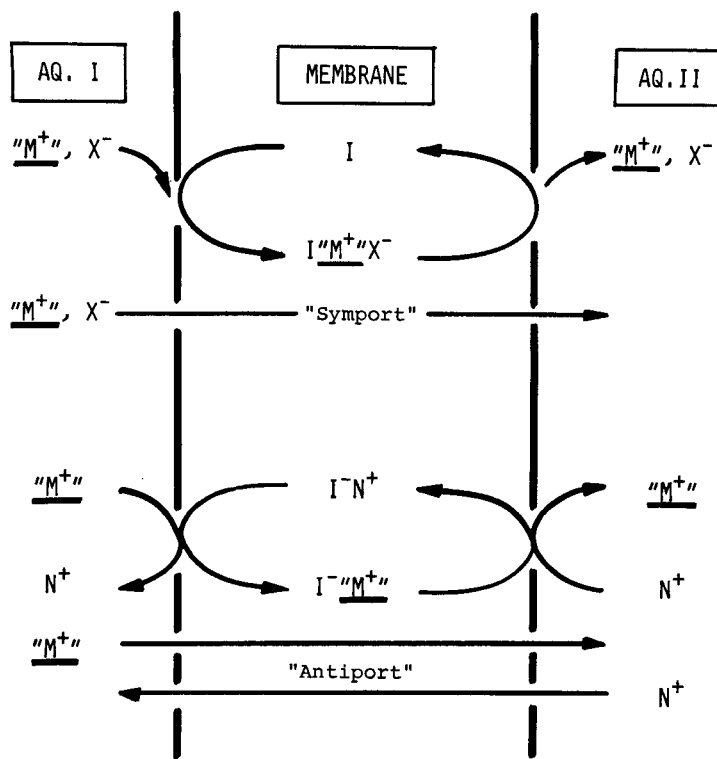 AQ. I MEMBRANE AQ.II
"M⁺", X⁻ I "M⁺", X⁻
I"M⁺"X⁻
"M⁺", X⁻ "Symport"
"M⁺" I⁻N⁺ "M⁺"
N⁺ I⁻"M⁺" N⁺
"M⁺"
"Antiport"
N⁺